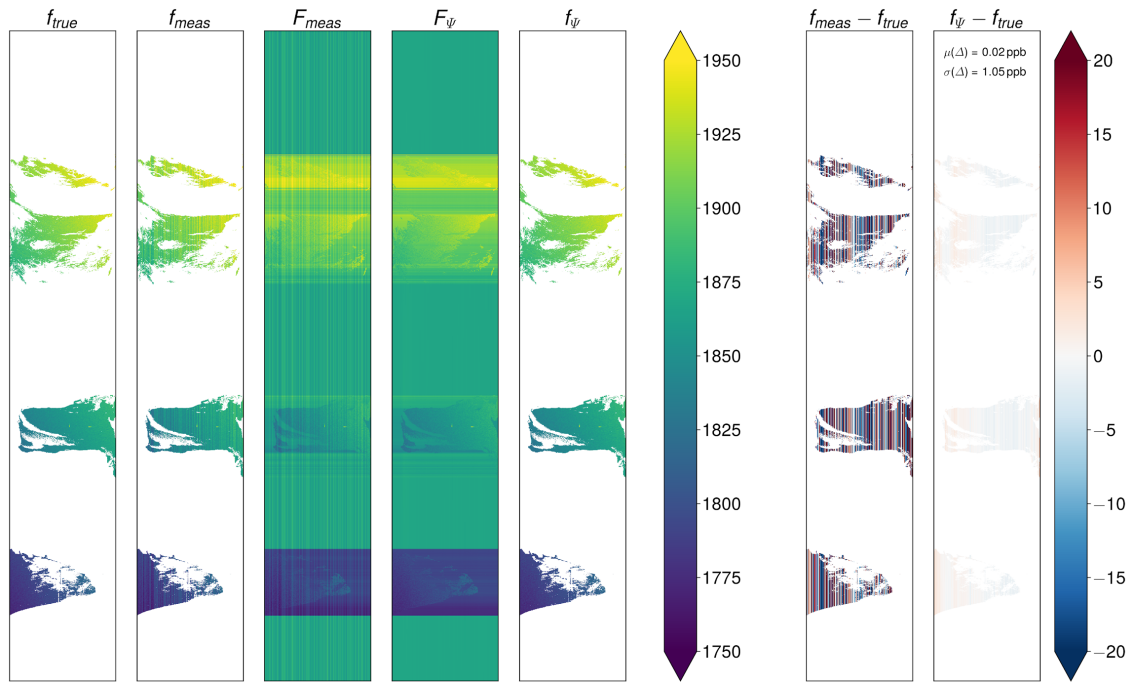 f_true
f_meas
F_meas
F_Ψ
f_Ψ
f_meas − f_true
f_Ψ − f_true
μ(Δ) = 0.02 ppb
σ(Δ) = 1.05 ppb
1950
1925
1900
1875
1850
1825
1800
1775
1750
20
15
10
5
0
−5
−10
−15
−20